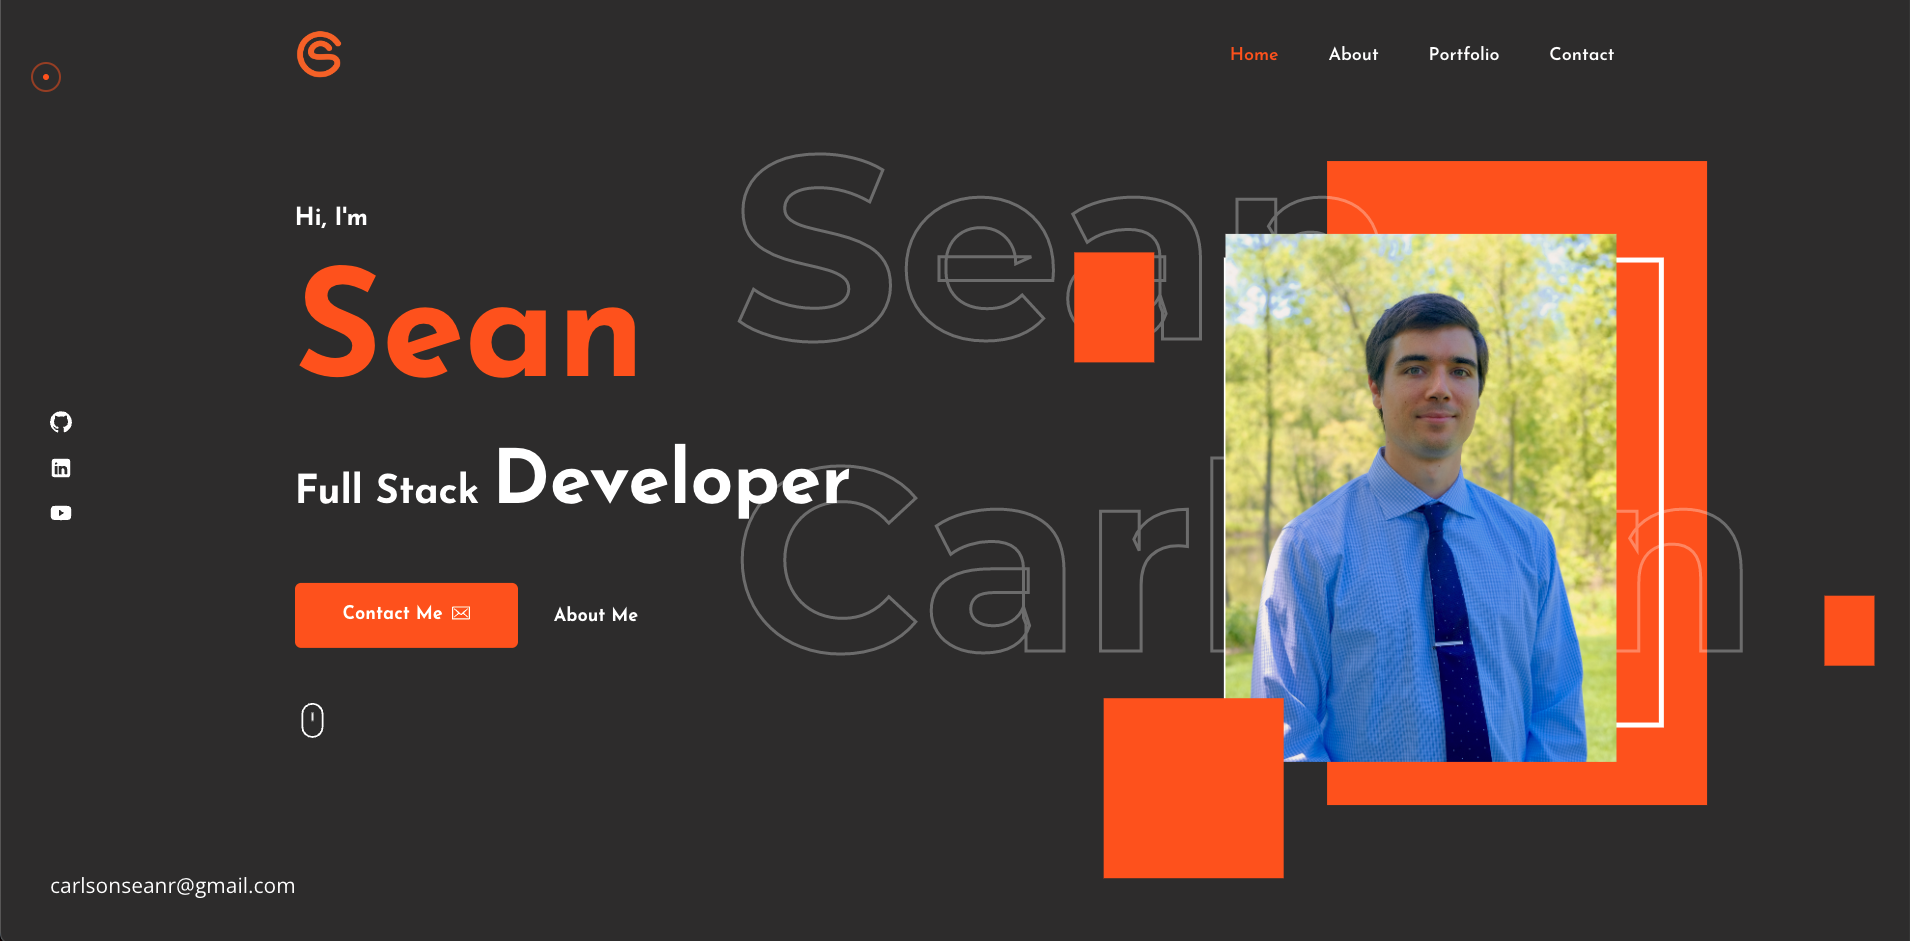 Home About Portfolio Contact
Hi, I'm
Sean
Sean
Full Stack Developer
Carlson
Contact Me
About Me
carlsonseanr@gmail.com